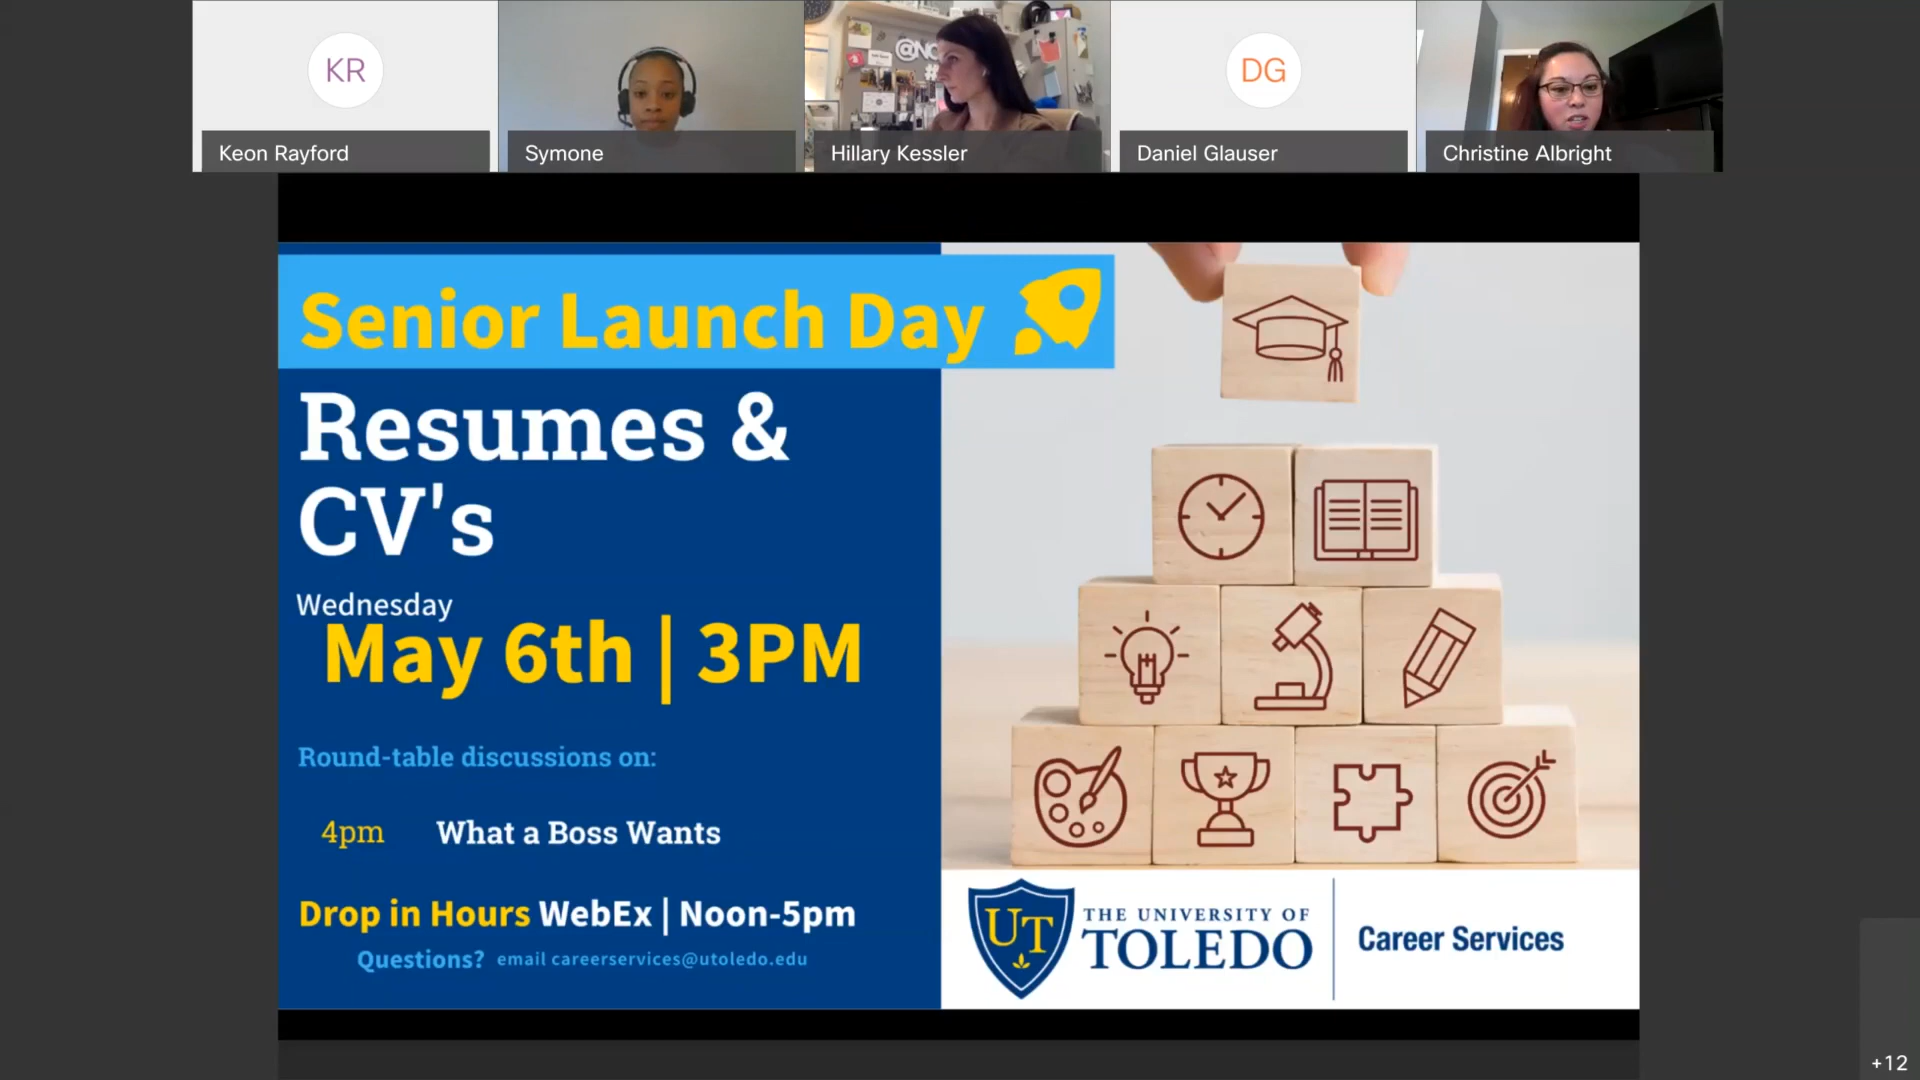 KR
Keon Rayford
Symone
@NO
#
Hillary Kessler
DG
Daniel Glauser
Christine Albright
Senior Launch Day
Resumes &
CV's
Wednesday
May 6th | 3PM
Round-table discussions on:
4pm What a Boss Wants
Drop in Hours WebEx | Noon-5pm
Questions? email careerservices@utoledo.edu
UT
THE UNIVERSITY OF
TOLEDO
Career Services
+12